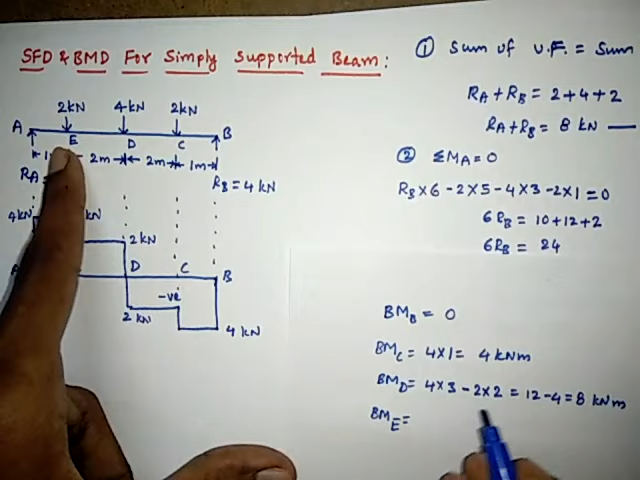 SFD & BMD For Simply Supported Beam:
2kN 4kN 2kN
A E D C B
2m 2m 1m
RA =
RB = 4 kN
4kN kN
2kN
D C B
-ve
2 kN
4 kN
① Sum of U.F. = Sum
RA + RB = 2+4+2
RA + RB = 8 kN
② ΣMA = 0
RB×6 - 2×5 - 4×3 - 2×1 = 0
6RB = 10+12+2
6RB = 24
BMB = 0
BMC = 4×1 = 4 kNm
BMD = 4×3 - 2×2 = 12-4 = 8 kNm
BME =